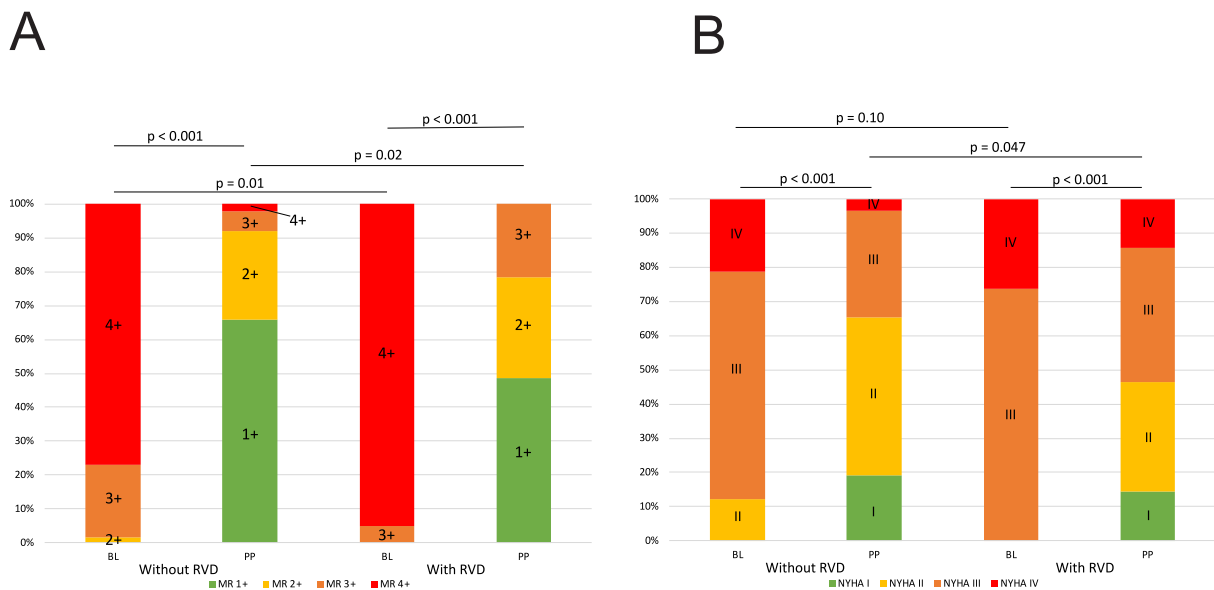 A
p < 0.001
p < 0.001
p = 0.02
p = 0.01
100%
90%
80%
70%
60%
50%
40%
30%
20%
10%
0%
4+
3+
2+
4+
3+
2+
1+
4+
3+
3+
2+
1+
BL
PP
BL
PP
Without RVD
With RVD
MR 1+ MR 2+ MR 3+ MR 4+
B
p = 0.10
p = 0.047
p < 0.001
p < 0.001
100%
90%
80%
70%
60%
50%
40%
30%
20%
10%
0%
IV
III
II
IV
III
II
I
IV
III
IV
III
II
I
BL
PP
BL
PP
Without RVD
With RVD
NYHA I NYHA II NYHA III NYHA IV